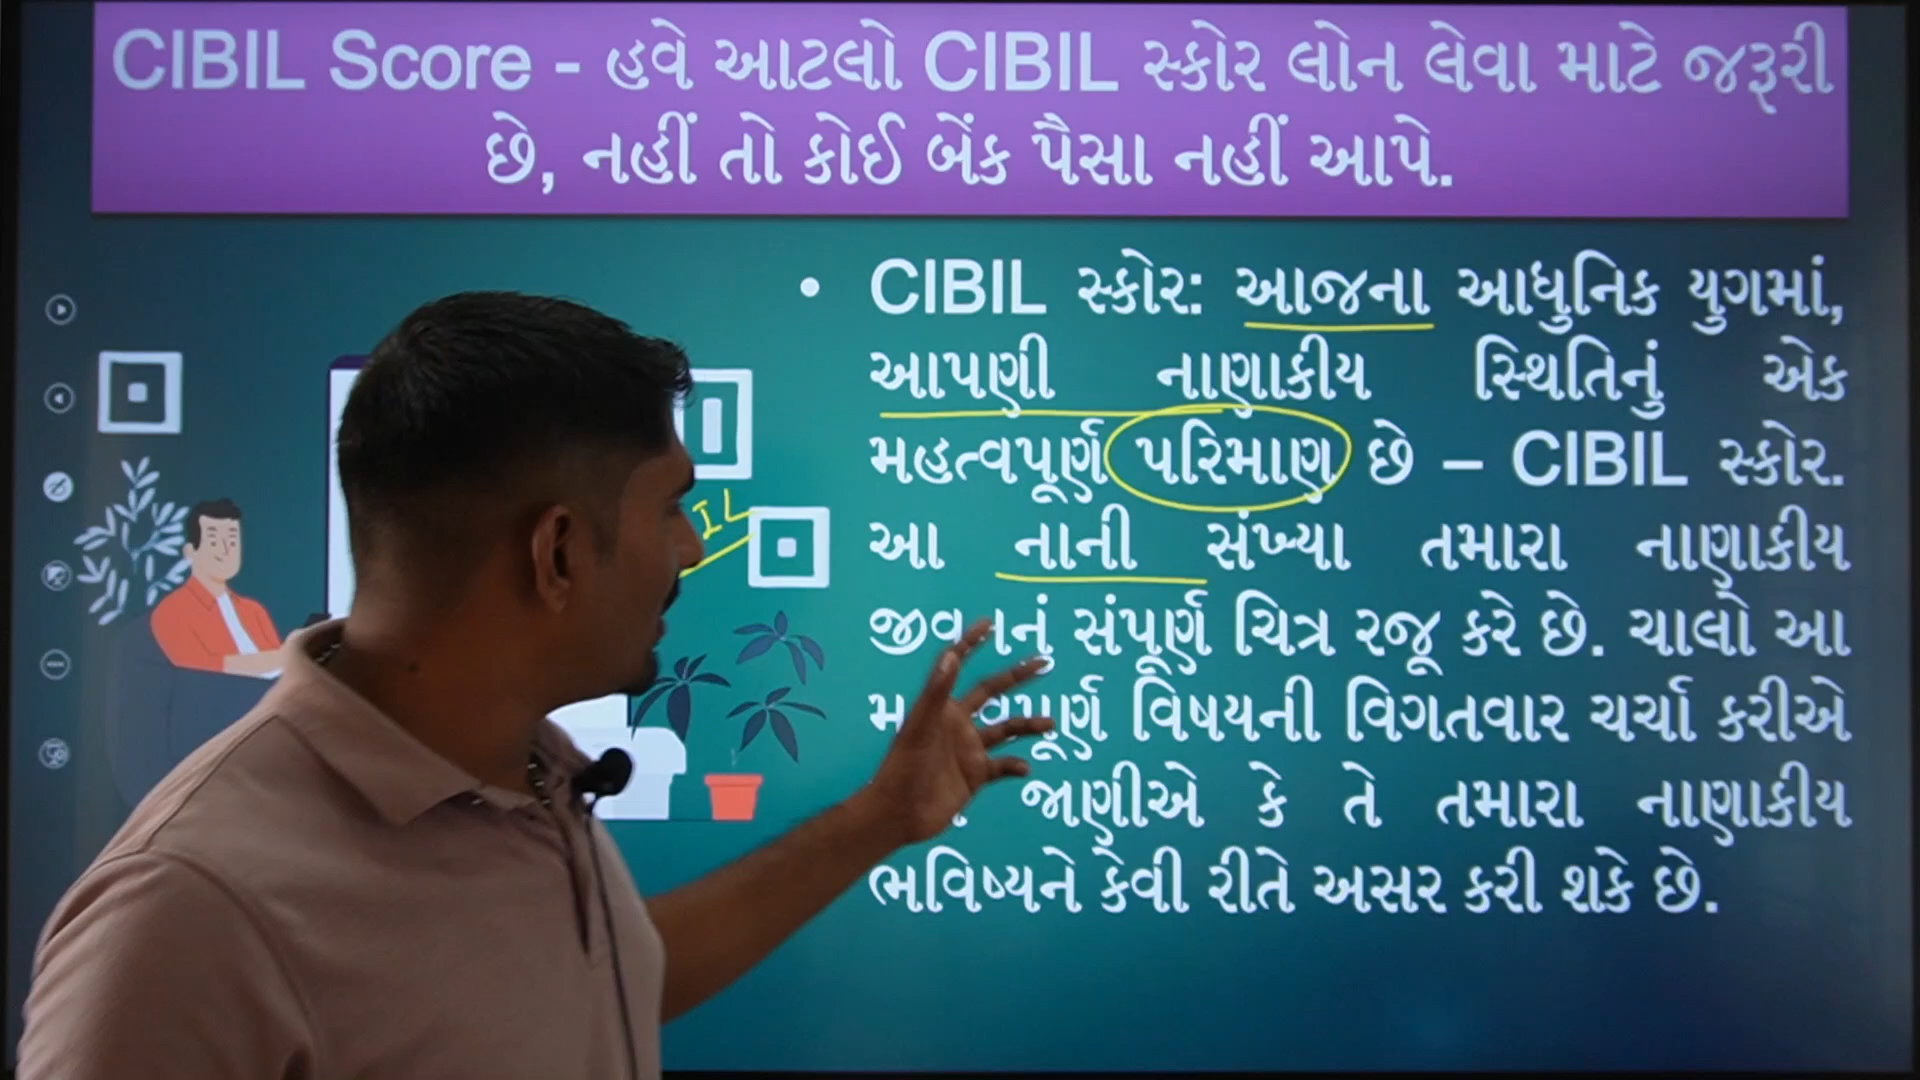 CIBIL Score - હવે આટલો CIBIL સ્કોર લોન લેવા માટે જરૂરી
છે, નહીં તો કોઈ બેંક પૈસા નહીં આપે.
• CIBIL સ્કોર: આજના આધુનિક યુગમાં,
આપણી નાણાકીય સ્થિતિનું એક
મહત્વપૂર્ણ પરિમાણ છે – CIBIL સ્કોર.
IL
આ નાની સંખ્યા તમારા નાણાકીય
સંપૂર્ણ ચિત્ર રજૂ કરે છે. ચાલો આ
વિષયની વિગતવાર ચર્ચા કરીએ
જાણીએ કે તે તમારા નાણાકીય
ભવિષ્યને કેવી રીતે અસર કરી શકે છે.